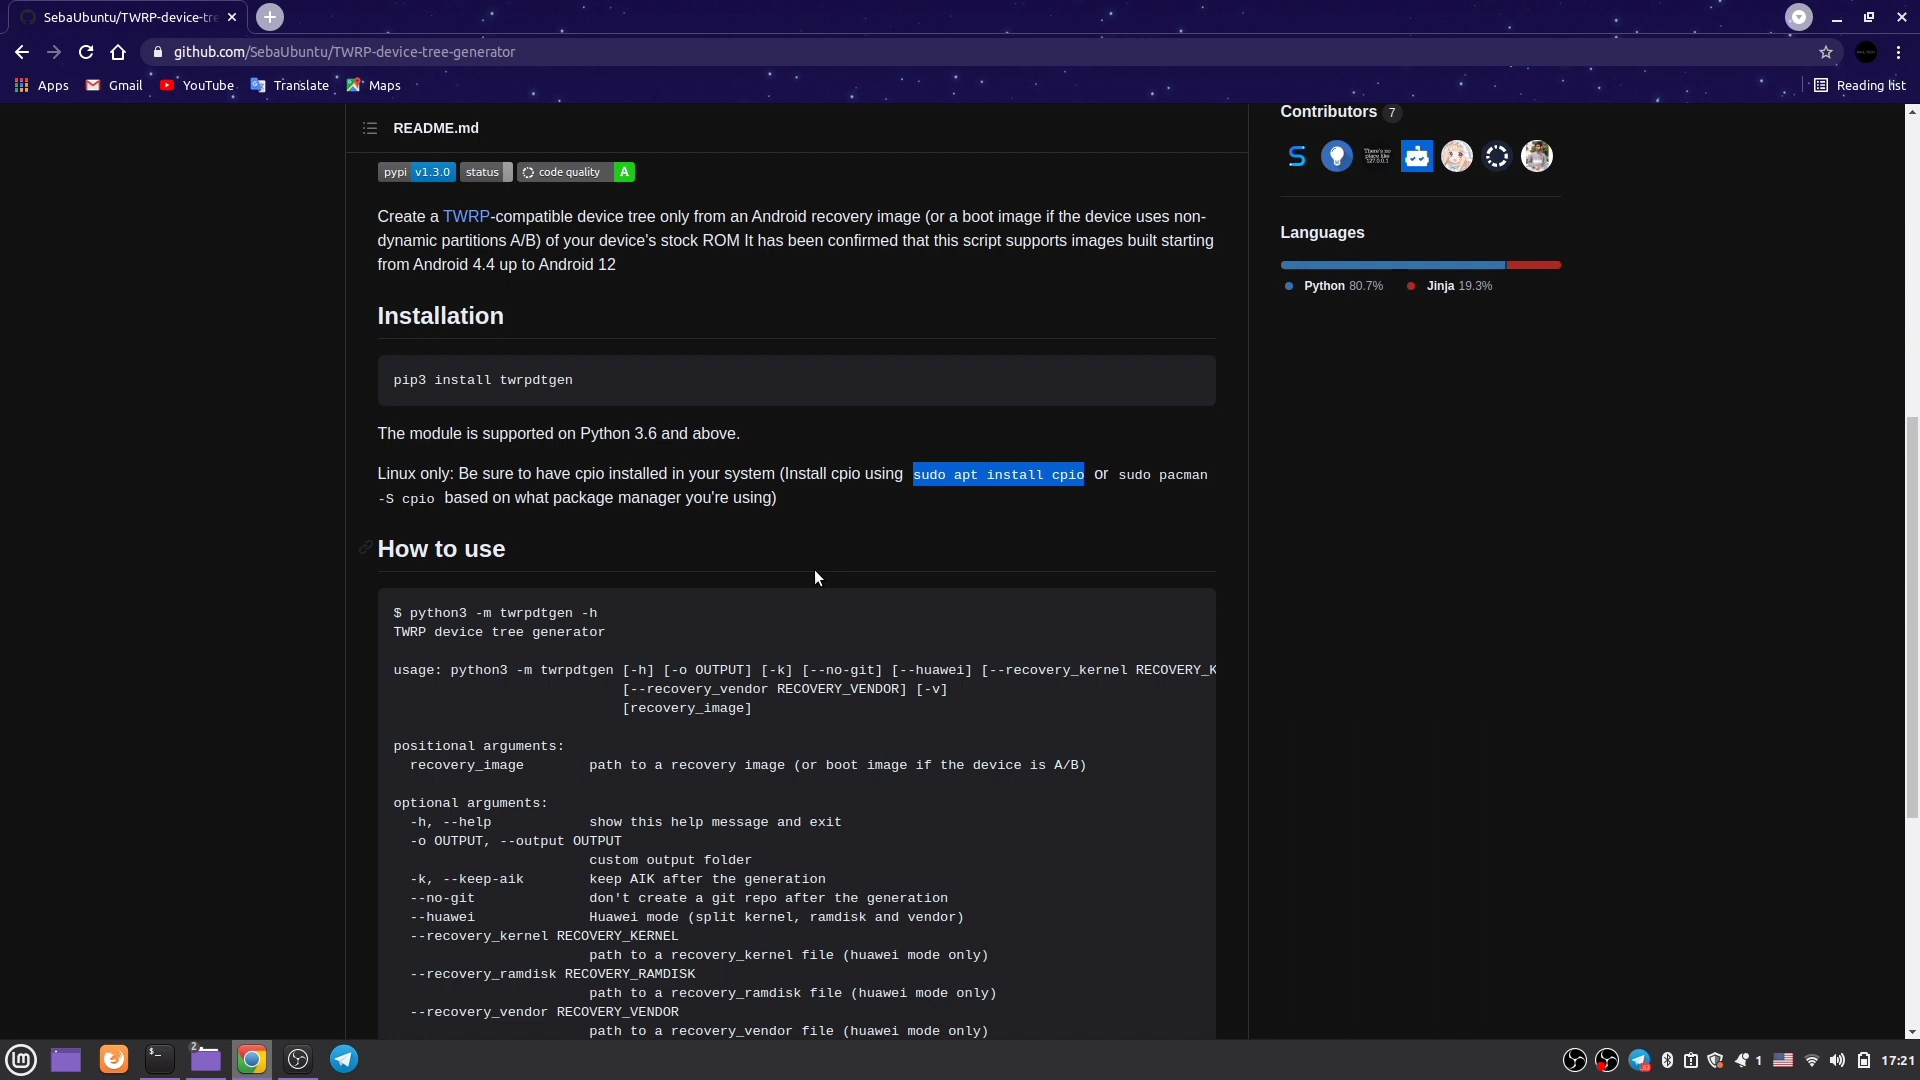 SebaUbuntu/TWRP-device-tre
github.com/SebaUbuntu/TWRP-device-tree-generator
Apps
Gmail
YouTube
Translate
Maps
Reading list
README.md
pypi v1.3.0
status
code quality A
Create a TWRP-compatible device tree only from an Android recovery image (or a boot image if the device uses non-
dynamic partitions A/B) of your device's stock ROM It has been confirmed that this script supports images built starting
from Android 4.4 up to Android 12
Installation
pip3 install twrpdtgen
The module is supported on Python 3.6 and above.
Linux only: Be sure to have cpio installed in your system (Install cpio using sudo apt install cpio or sudo pacman
-S cpio based on what package manager you're using)
How to use
$ python3 -m twrpdtgen -h
TWRP device tree generator
usage: python3 -m twrpdtgen [-h] [-o OUTPUT] [-k] [--no-git] [--huawei] [--recovery_kernel RECOVERY_K
[--recovery_vendor RECOVERY_VENDOR] [-v]
[recovery_image]
positional arguments:
recovery_image path to a recovery image (or boot image if the device is A/B)
optional arguments:
-h, --help show this help message and exit
-o OUTPUT, --output OUTPUT
custom output folder
-k, --keep-aik keep AIK after the generation
--no-git don't create a git repo after the generation
--huawei Huawei mode (split kernel, ramdisk and vendor)
--recovery_kernel RECOVERY_KERNEL
path to a recovery_kernel file (huawei mode only)
--recovery_ramdisk RECOVERY_RAMDISK
path to a recovery_ramdisk file (huawei mode only)
--recovery_vendor RECOVERY_VENDOR
path to a recovery_vendor file (huawei mode only)
Contributors 7
There's no
place like
127.0.0.1
Languages
Python 80.7%
Jinja 19.3%
2
1
17:21